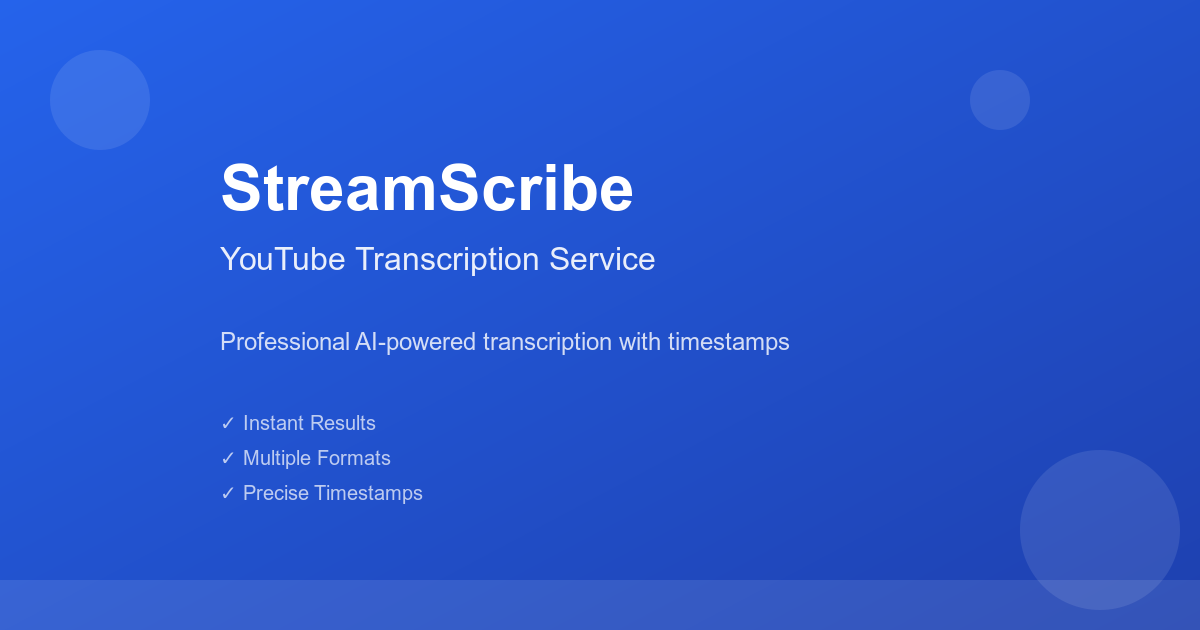 StreamScribe
YouTube Transcription Service
Professional AI-powered transcription with timestamps
✓ Instant Results
✓ Multiple Formats
✓ Precise Timestamps